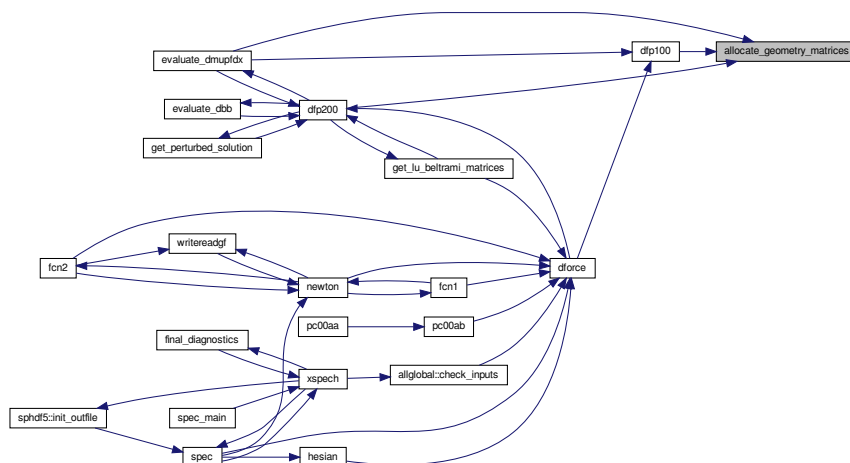 evaluate_dmupfdx
dfp100
allocate_geometry_matrices
evaluate_dbb
dfp200
get_perturbed_solution
get_lu_beltrami_matrices
writereadgf
fcn2
dforce
newton
fcn1
pc00aa
pc00ab
final_diagnostics
xspech
allglobal::check_inputs
sphdf5::init_outfile
spec_main
spec
hesian